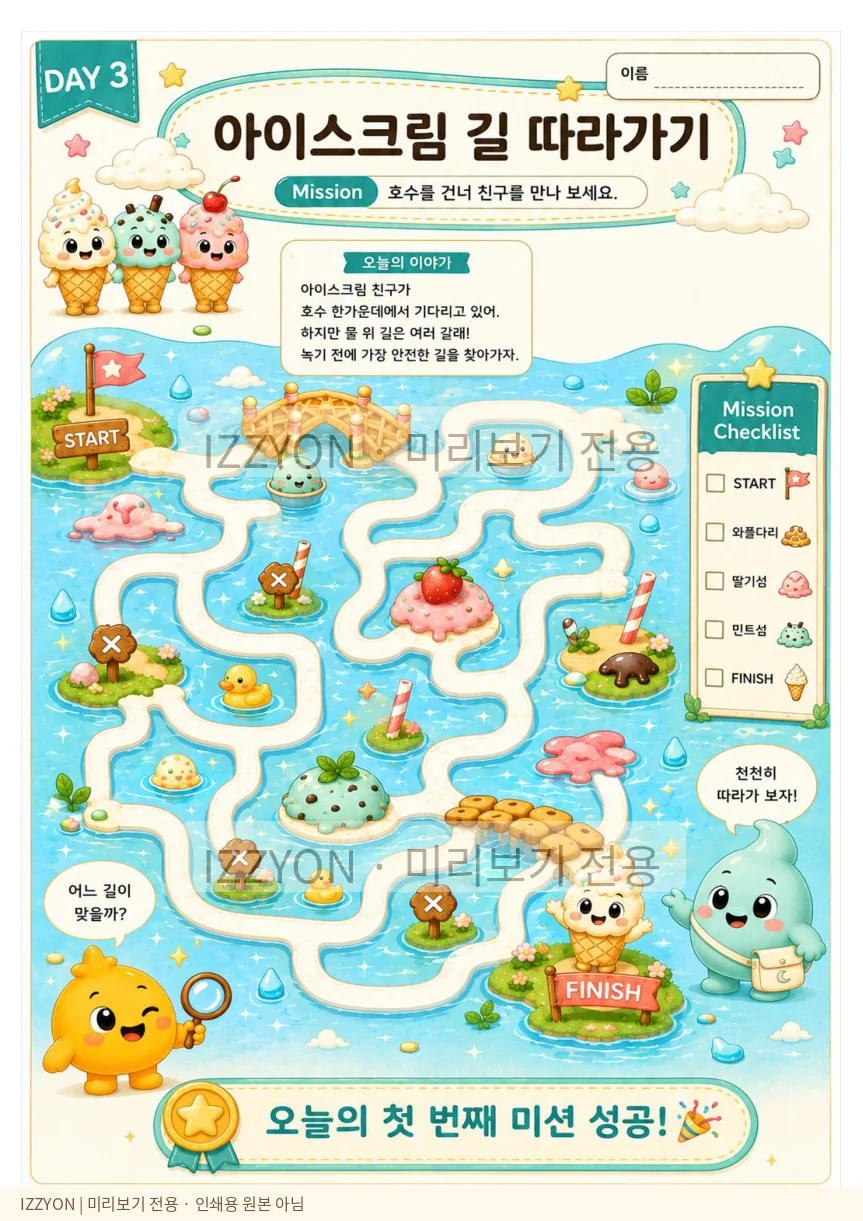 DAY 3
이름
아이스크림 길 따라가기
Mission 호수를 건너 친구를 만나 보세요.
오늘의 이야기
아이스크림 친구가
호수 한가운데에서 기다리고 있어.
하지만 물 위 길은 여러 갈래!
녹기 전에 가장 안전한 길을 찾아가자.
START
IZZYON · 미리보기 전용
Mission
Checklist
START
와플다리
딸기섬
민트섬
FINISH
천천히
따라가 보자!
IZZYON · 미리보기 전용
어느 길이
맞을까?
FINISH
오늘의 첫 번째 미션 성공!
IZZYON | 미리보기 전용 · 인쇄용 원본 아님